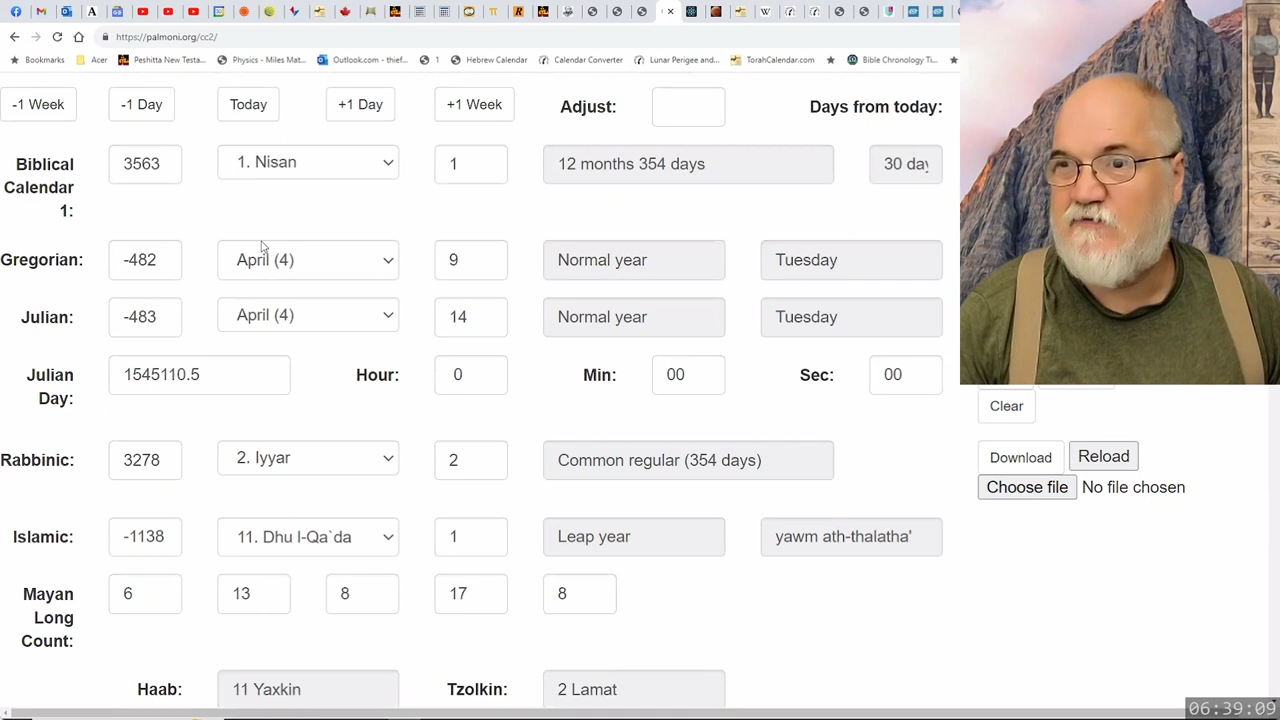 https://palmoni.org/cc2/
Bookmarks Acer Peshitta New Testa... Physics - Miles Mat... Outlook.com - thief... 1 Hebrew Calendar Calendar Converter Lunar Perigee and... TorahCalendar.com Bible Chronology Ti...
-1 Week -1 Day Today +1 Day +1 Week Adjust: Days from today:
Biblical Calendar 1: 3563 1. Nisan 1 12 months 354 days 30 day
Gregorian: -482 April (4) 9 Normal year Tuesday
Julian: -483 April (4) 14 Normal year Tuesday
Julian Day: 1545110.5 Hour: 0 Min: 00 Sec: 00
Clear
Rabbinic: 3278 2. Iyyar 2 Common regular (354 days)
Download Reload
Choose file No file chosen
Islamic: -1138 11. Dhu l-Qa`da 1 Leap year yawm ath-thalatha'
Mayan Long Count: 6 13 8 17 8
Haab: 11 Yaxkin Tzolkin: 2 Lamat
06:39:09